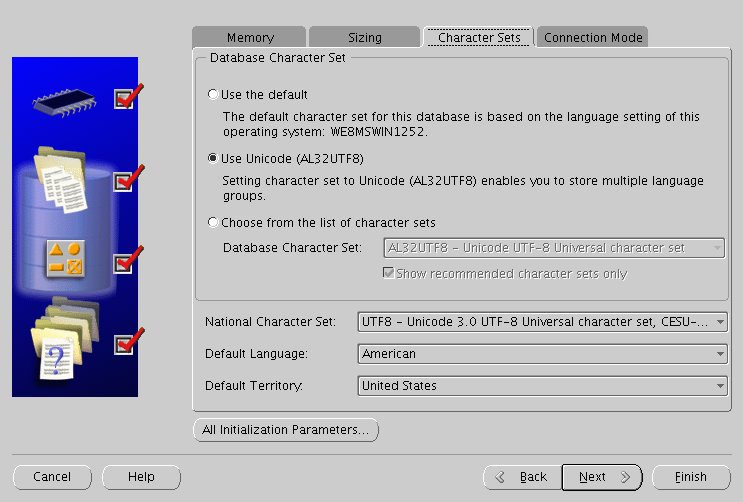 Memory
Sizing
Character Sets
Connection Mode
Database Character Set
Use the default
The default character set for this database is based on the language setting of this
operating system: WE8MSWIN1252.
Use Unicode (AL32UTF8)
Setting character set to Unicode (AL32UTF8) enables you to store multiple language
groups.
Choose from the list of character sets
Database Character Set:
AL32UTF8 - Unicode UTF-8 Universal character set
Show recommended character sets only
National Character Set:
UTF8 - Unicode 3.0 UTF-8 Universal character set, CESU-...
Default Language:
American
Default Territory:
United States
All Initialization Parameters...
?
Cancel
Help
Back
Next
Finish